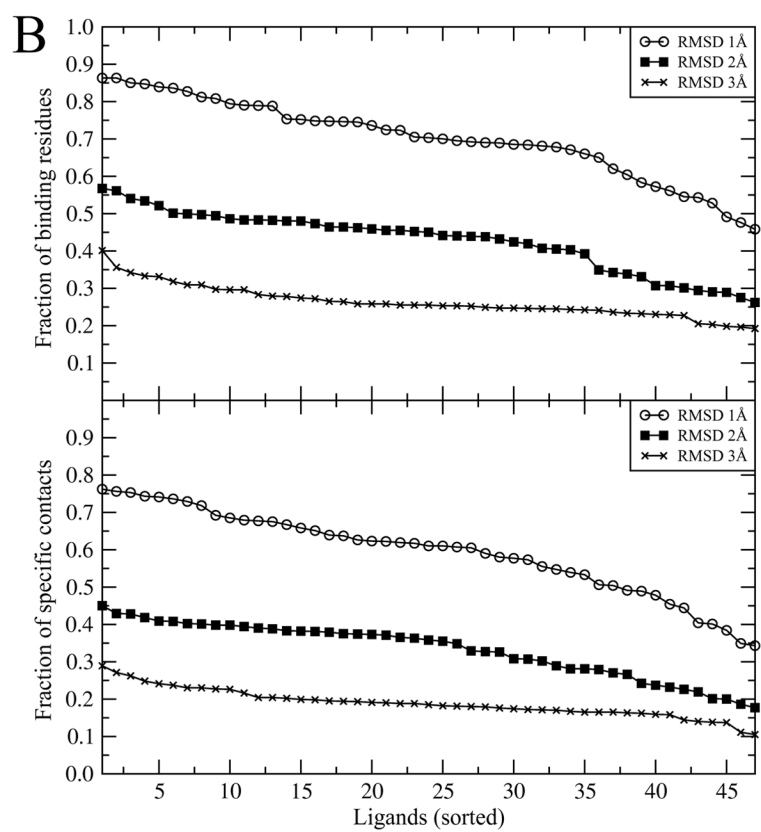 B
1.0
0.9
0.8
0.7
0.6
0.5
0.4
0.3
0.2
0.1
Fraction of binding residues
RMSD 1Å
RMSD 2Å
RMSD 3Å
0.9
0.8
0.7
0.6
0.5
0.4
0.3
0.2
0.1
0.0
Fraction of specific contacts
RMSD 1Å
RMSD 2Å
RMSD 3Å
5 10 15 20 25 30 35 40 45
Ligands (sorted)